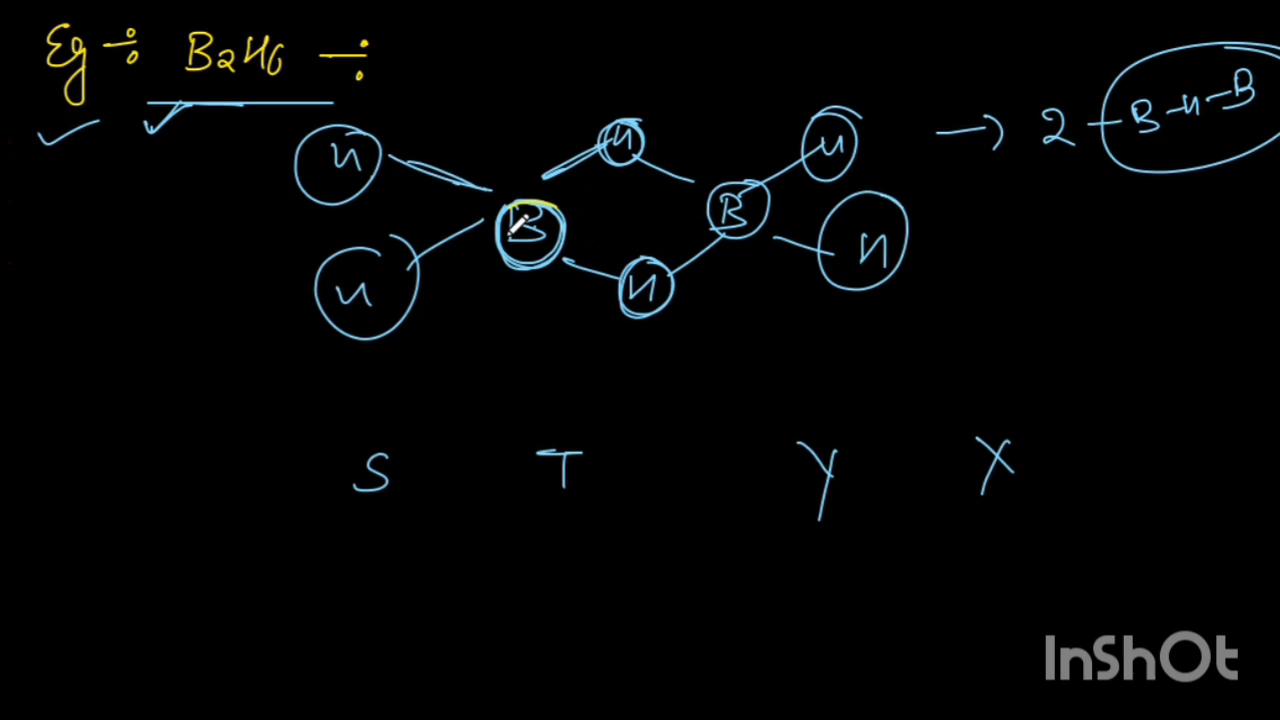 Eg ÷ B2H6 ÷
H H H → 2 B-H-B
B B
H H H
S T Y X
InShOt